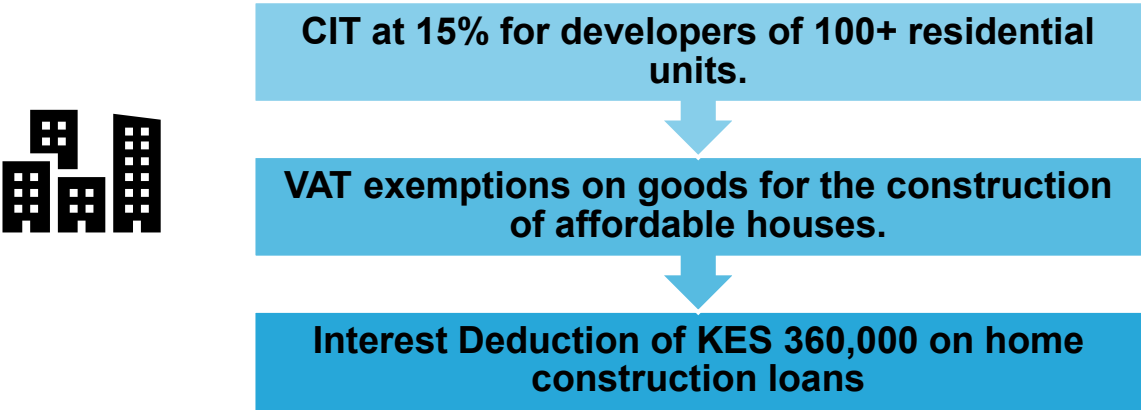 CIT at 15% for developers of 100+ residential
units.
VAT exemptions on goods for the construction
of affordable houses.
Interest Deduction of KES 360,000 on home
construction loans